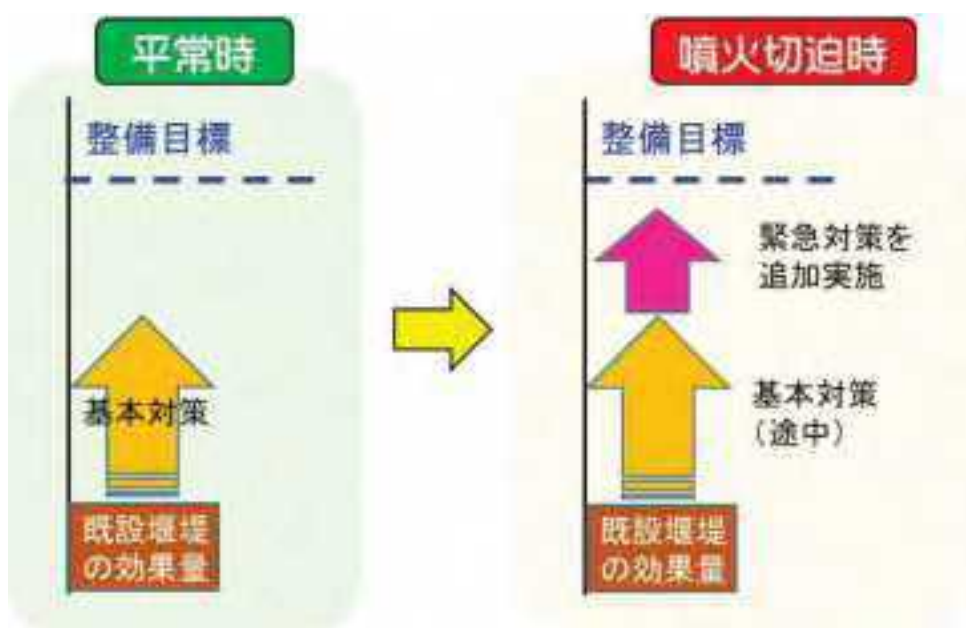 平常時
整備目標
基本対策
既設堰堤
の効果量
噴火切迫時
整備目標
緊急対策を
追加実施
基本対策
(途中)
既設堰堤
の効果量